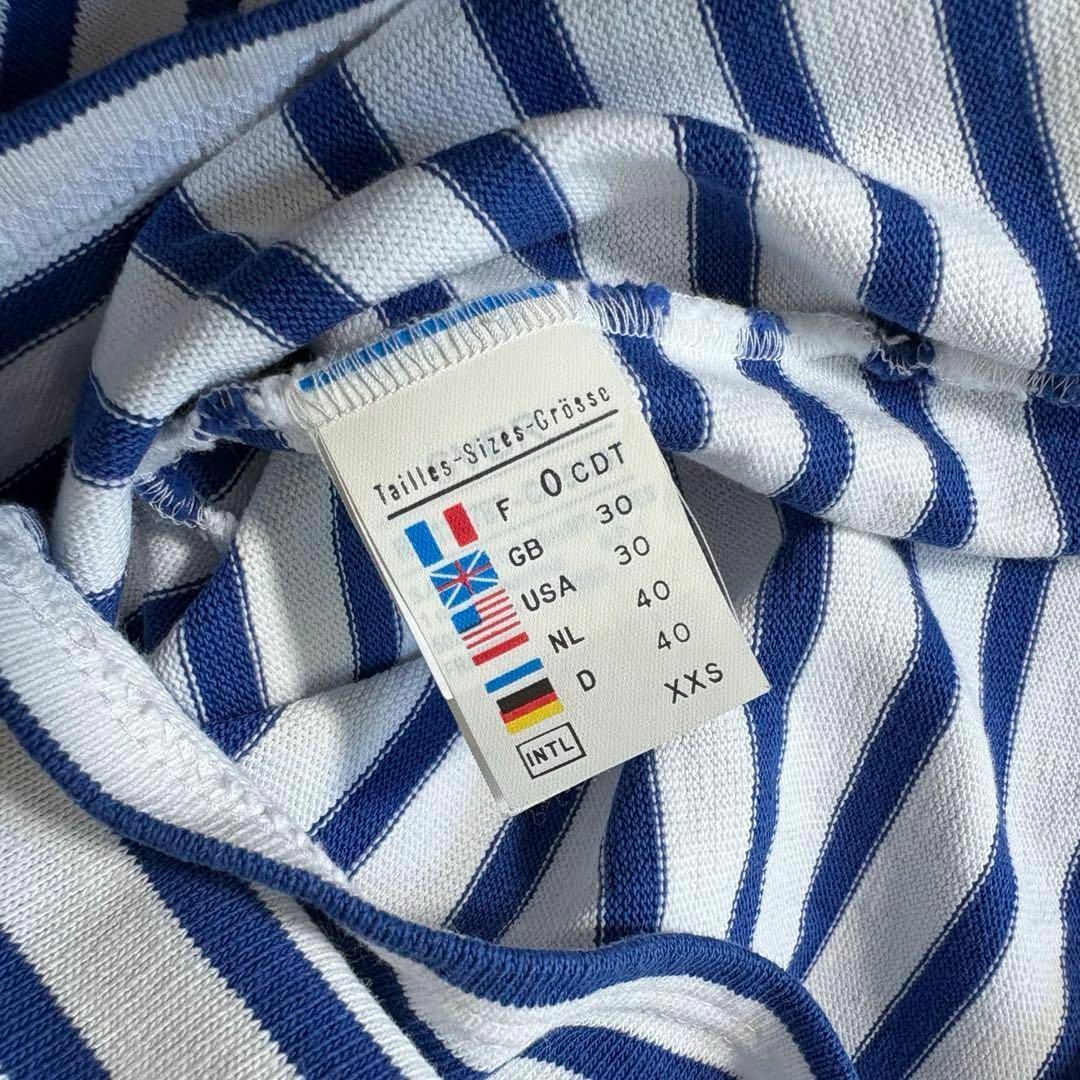 Tailles-Sizes-Grösse
F 0 CDT
GB 30
USA 30
NL 40
D 40
INTL XXS